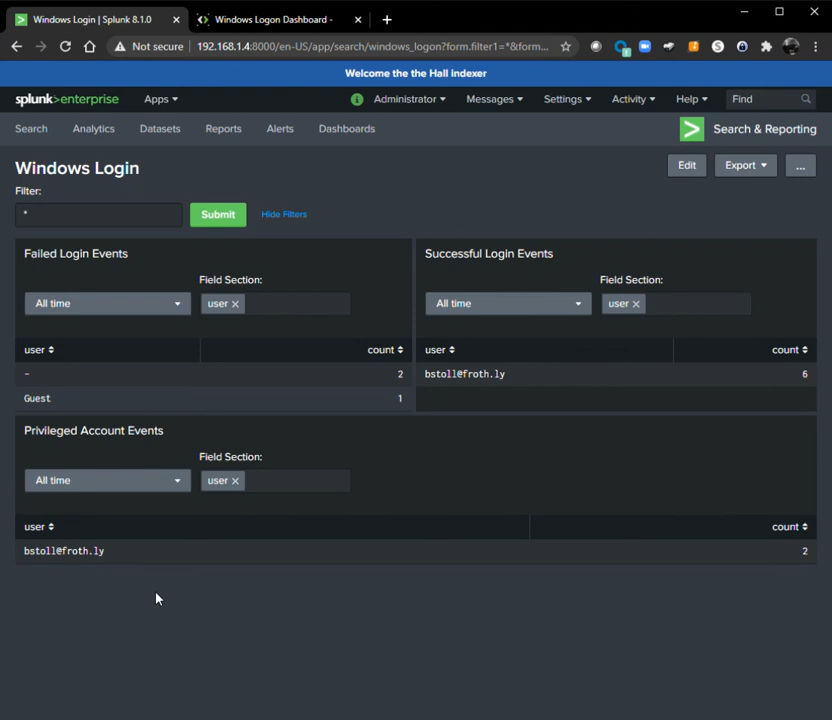 Windows Login | Splunk 8.1.0
Windows Logon Dashboard -
Not secure
192.168.1.4:8000/en-US/app/search/windows_logon?form.filter1=*&form...
Welcome the the Hall indexer
splunk>enterprise
Apps
Administrator
Messages
Settings
Activity
Help
Find
Search
Analytics
Datasets
Reports
Alerts
Dashboards
Search & Reporting
Windows Login
Edit
Export
...
Filter:
*
Submit
Hide Filters
Failed Login Events
Field Section:
All time
user
user
count
-
2
Guest
1
Successful Login Events
Field Section:
All time
user
user
count
bstoll@froth.ly
6
Privileged Account Events
Field Section:
All time
user
user
count
bstoll@froth.ly
2